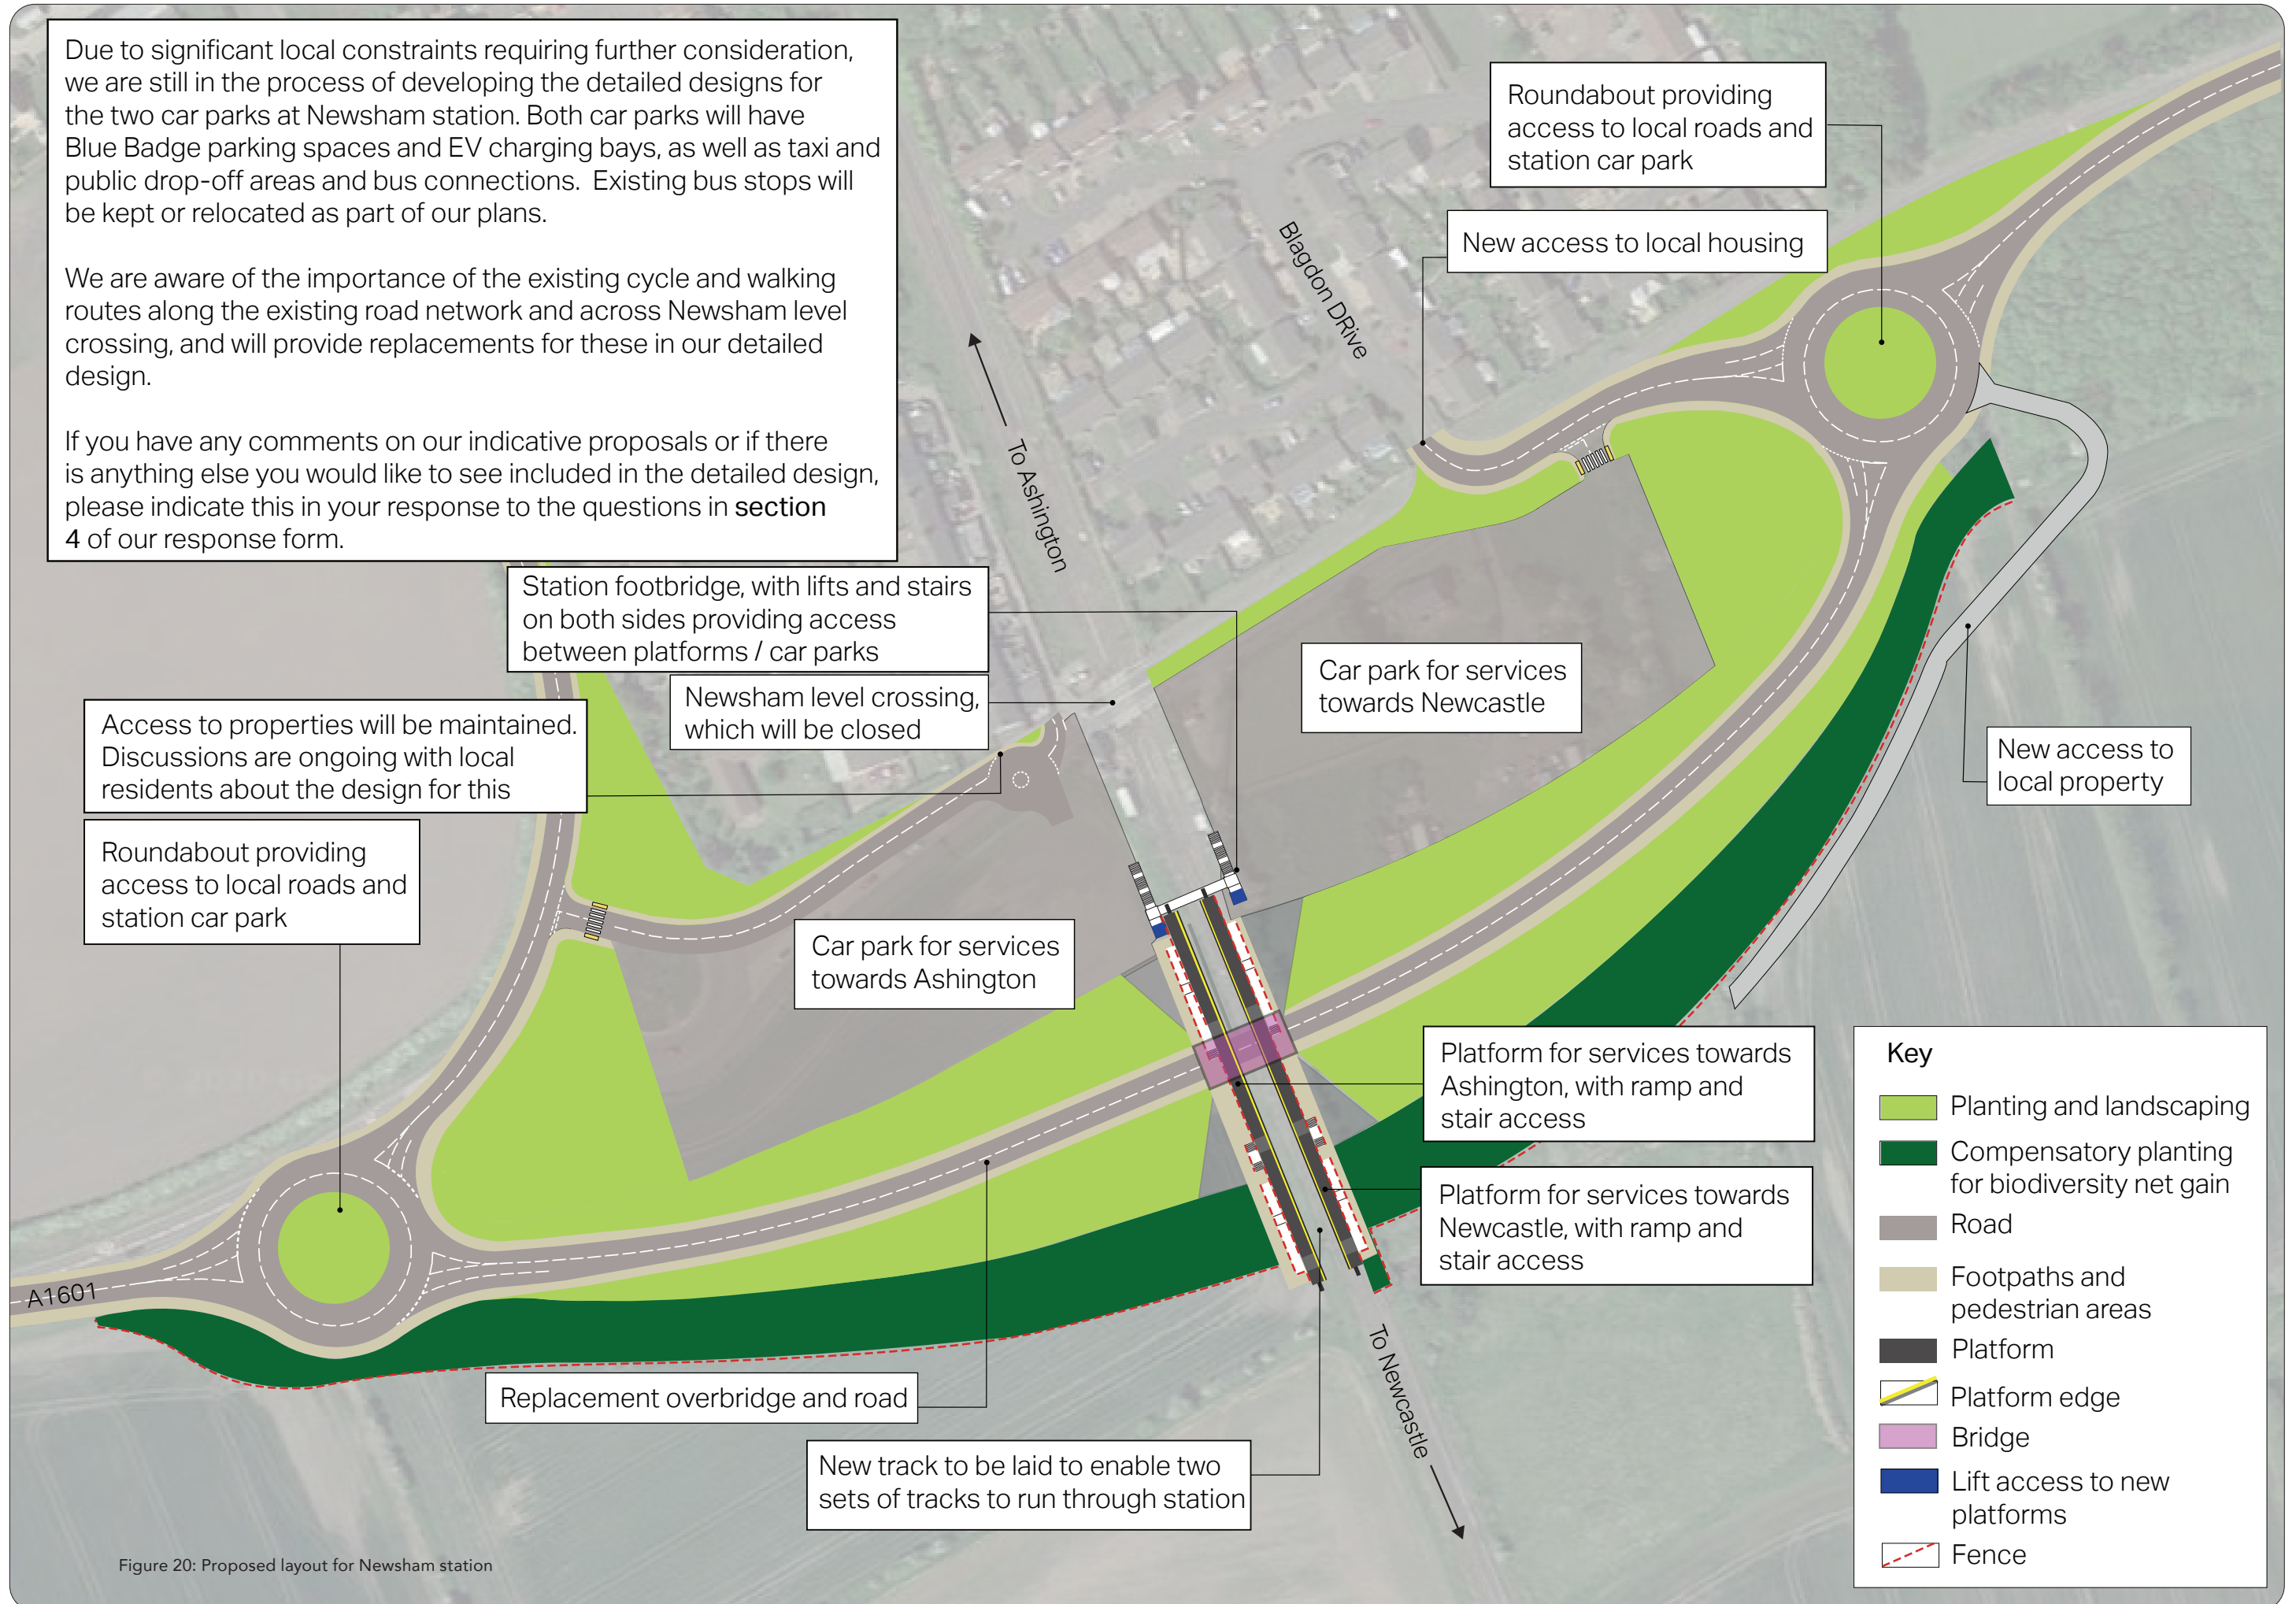 Due to significant local constraints requiring further consideration,
we are still in the process of developing the detailed designs for
the two car parks at Newsham station. Both car parks will have
Blue Badge parking spaces and EV charging bays, as well as taxi and
public drop-off areas and bus connections. Existing bus stops will
be kept or relocated as part of our plans.
We are aware of the importance of the existing cycle and walking
routes along the existing road network and across Newsham level
crossing, and will provide replacements for these in our detailed
design.
If you have any comments on our indicative proposals or if there
is anything else you would like to see included in the detailed design,
please indicate this in your response to the questions in section
4 of our response form.
Roundabout providing
access to local roads and
station car park
New access to local housing
Blagdon DRive
To Ashington
Station footbridge, with lifts and stairs
on both sides providing access
between platforms / car parks
Newsham level crossing,
which will be closed
Car park for services
towards Newcastle
Access to properties will be maintained.
Discussions are ongoing with local
residents about the design for this
New access to
local property
Roundabout providing
access to local roads and
station car park
Car park for services
towards Ashington
Platform for services towards
Ashington, with ramp and
stair access
Platform for services towards
Newcastle, with ramp and
stair access
A1601
Replacement overbridge and road
New track to be laid to enable two
sets of tracks to run through station
To Newcastle
Key
Planting and landscaping
Compensatory planting
for biodiversity net gain
Road
Footpaths and
pedestrian areas
Platform
Platform edge
Bridge
Lift access to new
platforms
Fence
Figure 20: Proposed layout for Newsham station